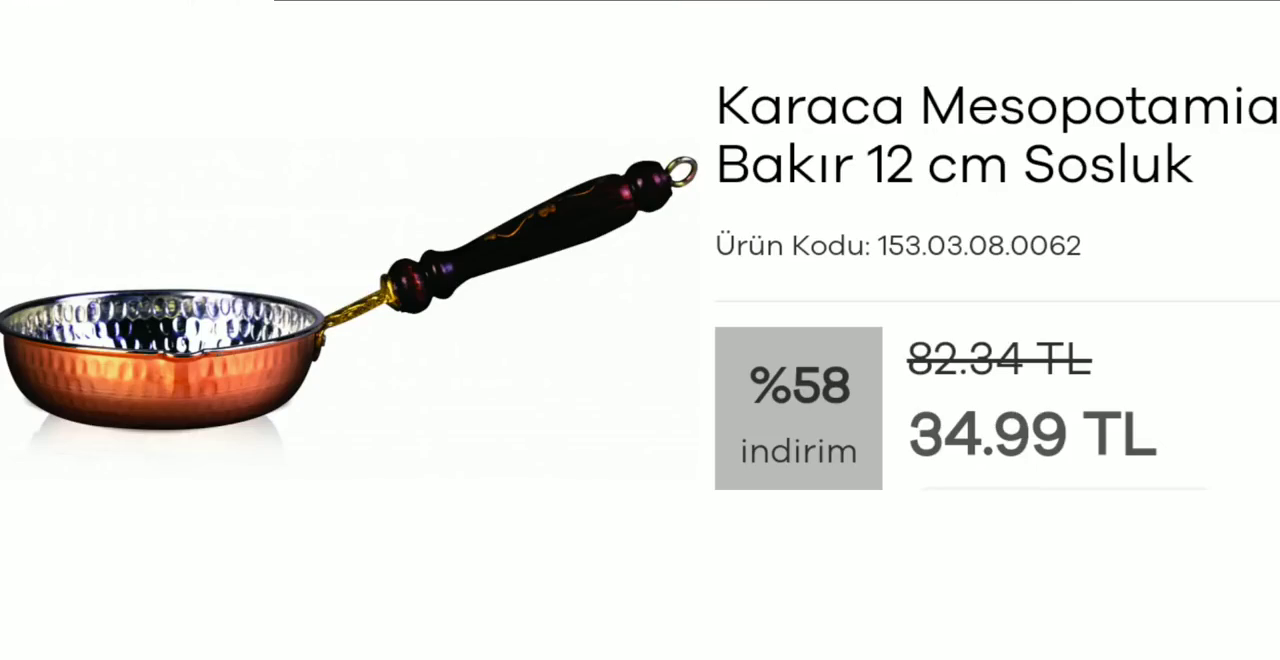 Karaca Mesopotamia
Bakır 12 cm Sosluk
Ürün Kodu: 153.03.08.0062
%58
indirim
82.34 TL
34.99 TL